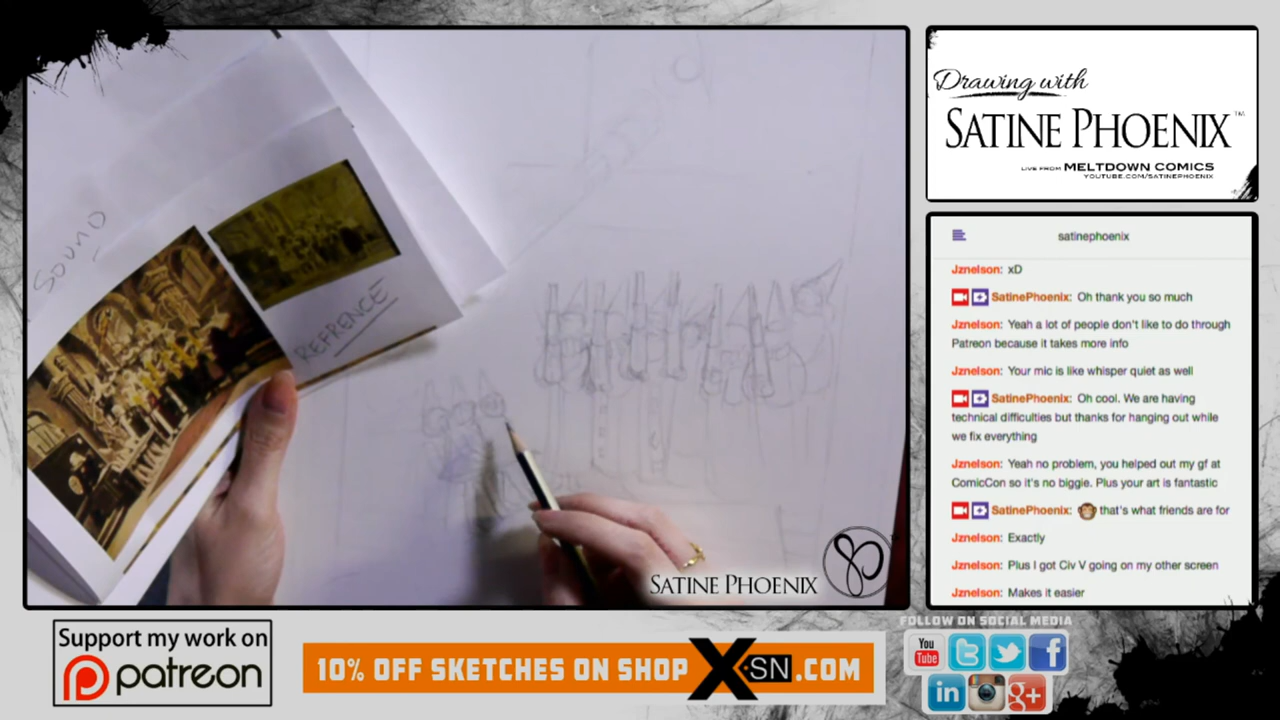 SOUND
REFRENCE
SATINE PHOENIX
Drawing with
SATINE PHOENIX™
LIVE FROM MELTDOWN COMICS
YOUTUBE.COM/SATINEPHOENIX
satinephoenix
Jznelson: xD
SatinePhoenix: Oh thank you so much
Jznelson: Yeah a lot of people don't like to do through
Patreon because it takes more info
Jznelson: Your mic is like whisper quiet as well
SatinePhoenix: Oh cool. We are having
technical difficulties but thanks for hanging out while
we fix everything
Jznelson: Yeah no problem, you helped out my gf at
ComicCon so it's no biggie. Plus your art is fantastic
SatinePhoenix: that's what friends are for
Jznelson: Exactly
Jznelson: Plus I got Civ V going on my other screen
Jznelson: Makes it easier
Support my work on
patreon
10% OFF SKETCHES ON SHOP X-SN.COM
FOLLOW ON SOCIAL MEDIA
You
Tube
in
g+